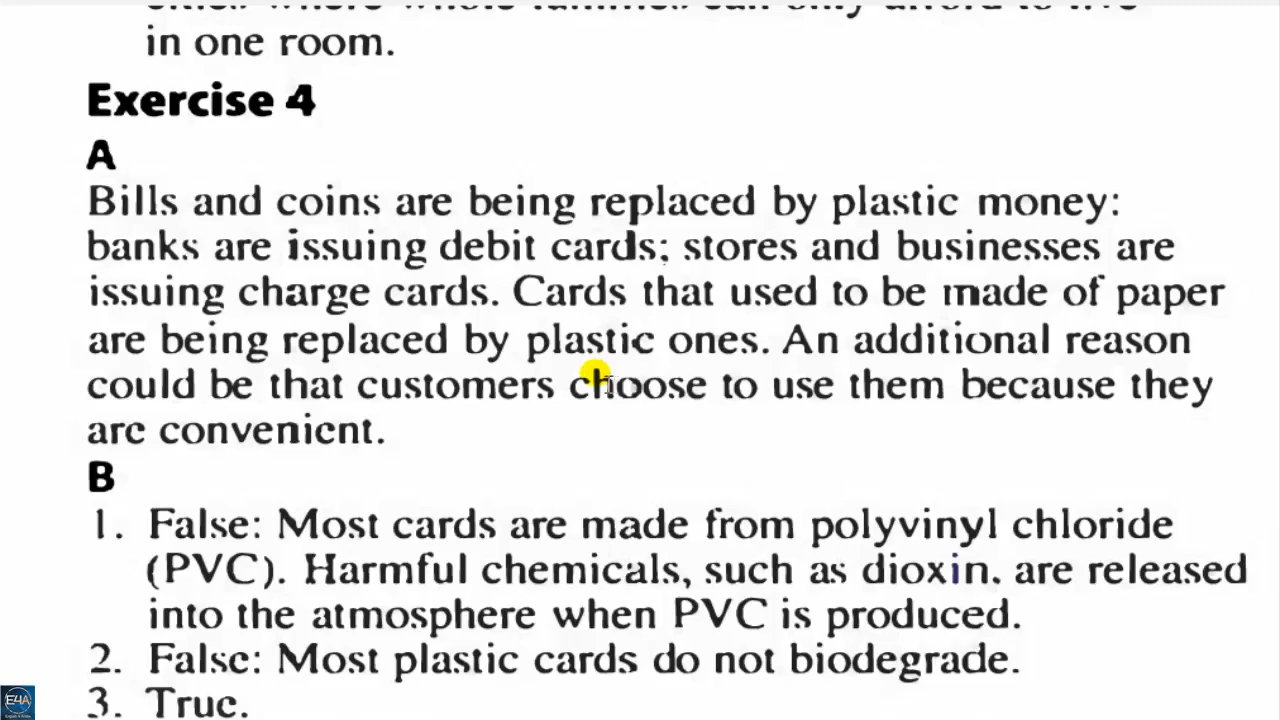 in one room.
Exercise 4
A
Bills and coins are being replaced by plastic money:
banks are issuing debit cards; stores and businesses are
issuing charge cards. Cards that used to be made of paper
are being replaced by plastic ones. An additional reason
could be that customers choose to use them because they
are convenient.
B
1. False: Most cards are made from polyvinyl chloride
(PVC). Harmful chemicals, such as dioxin, are released
into the atmosphere when PVC is produced.
2. False: Most plastic cards do not biodegrade.
3. True.
E4A